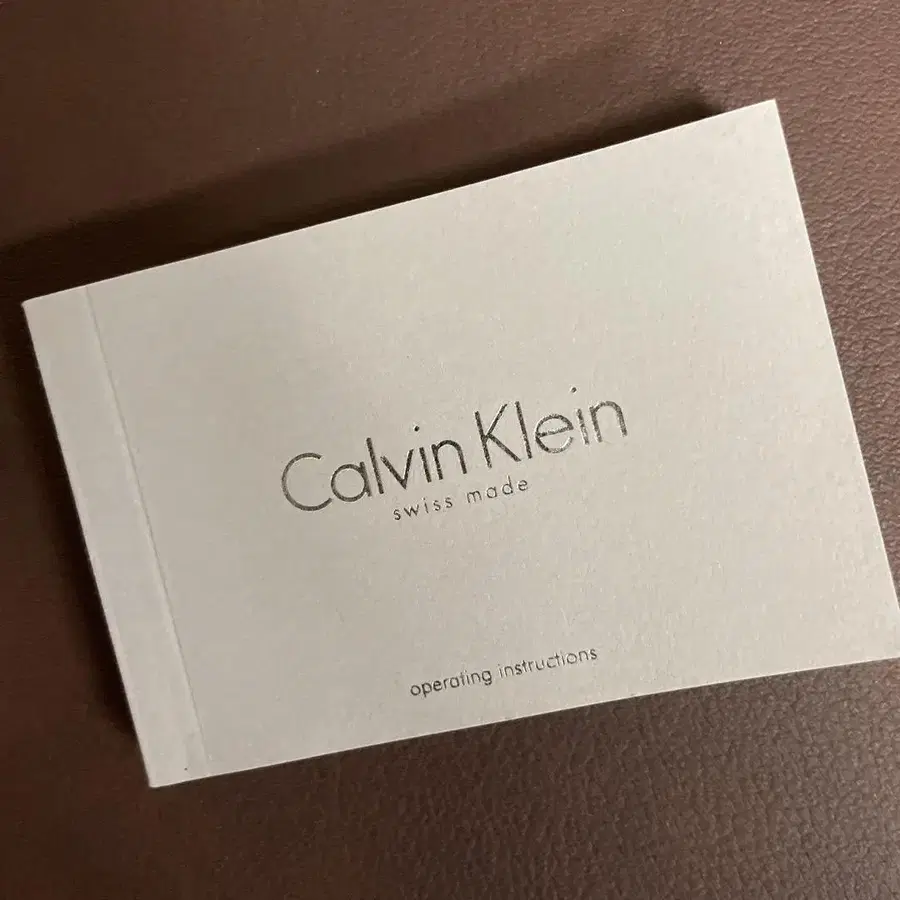 Calvin Klein
swiss made
operating instructions